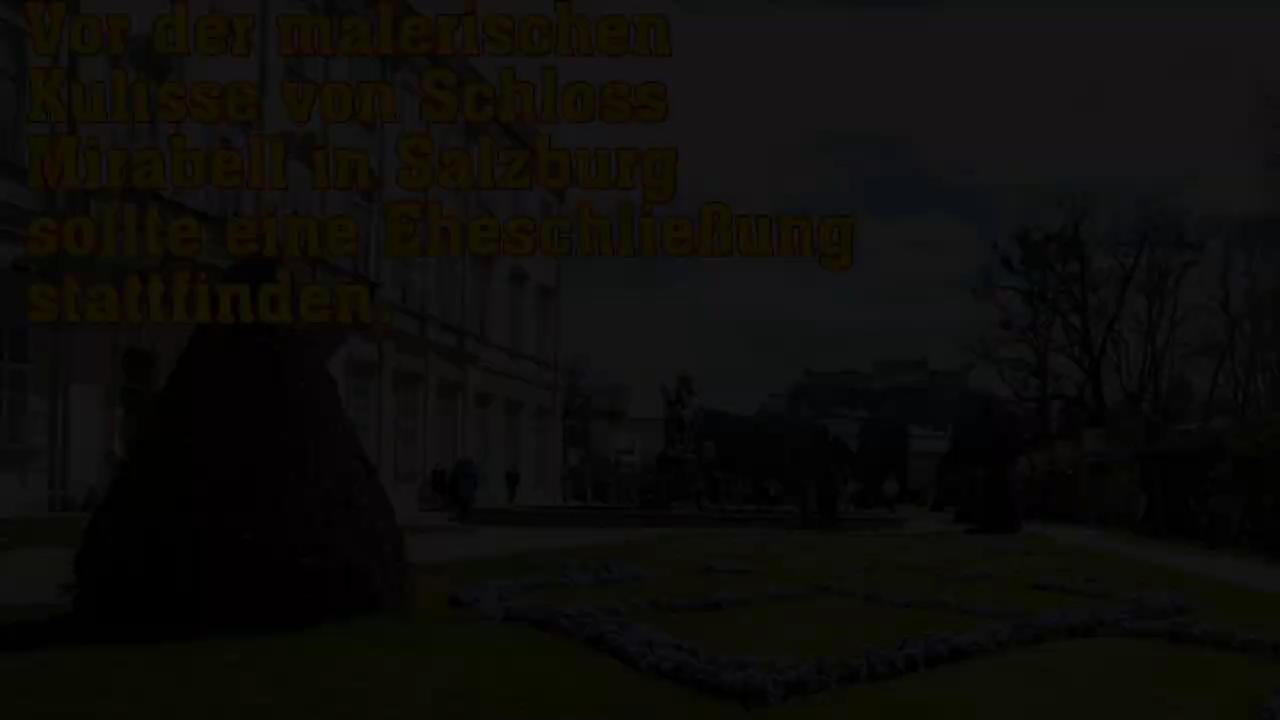 Vor der malerischen
Kulisse von Schloss
Mirabell in Salzburg
sollte eine Eheschließung
stattfinden.